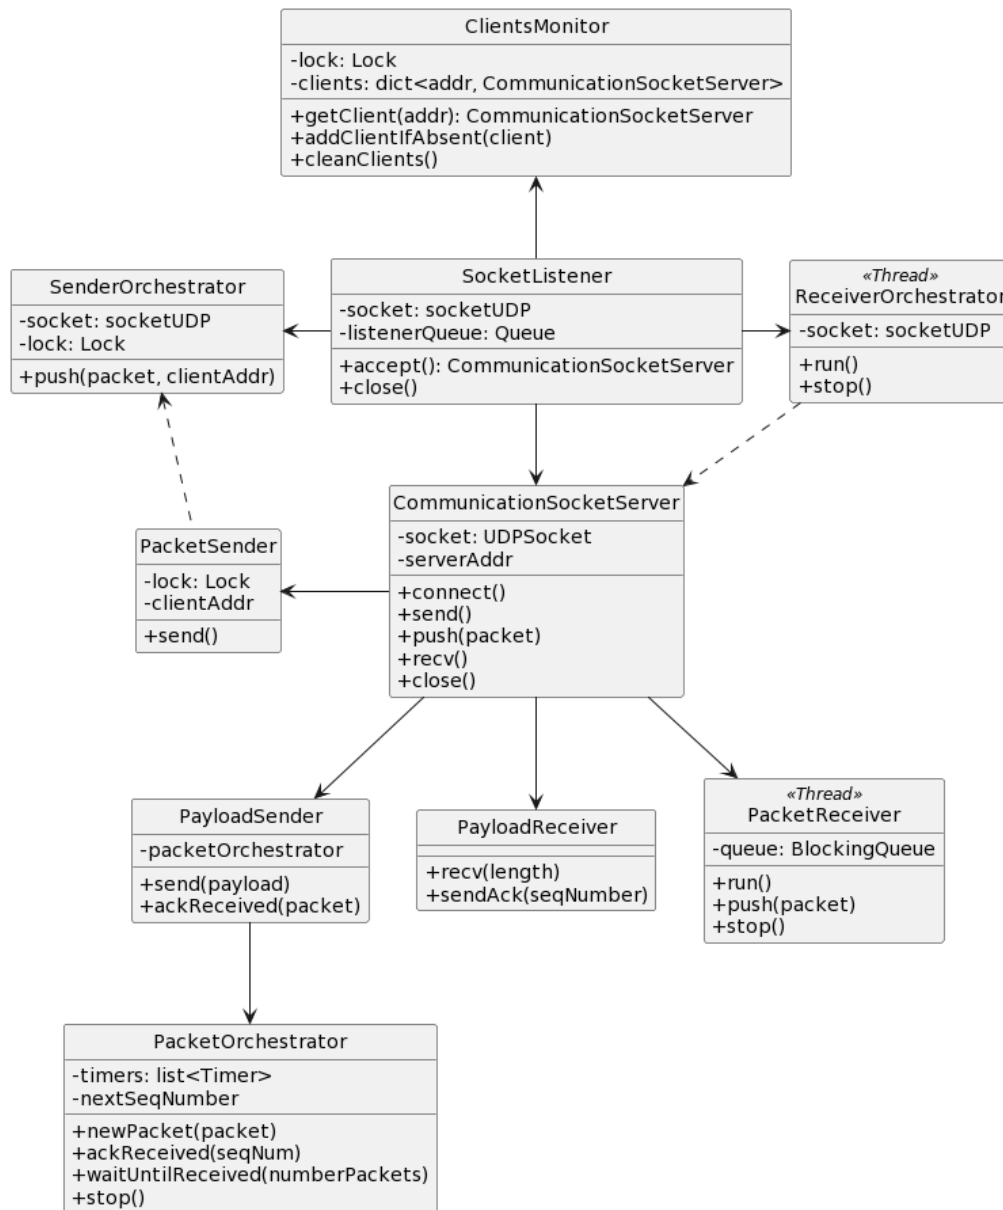 ClientsMonitor
-lock: Lock
-clients: dict<addr, CommunicationSocketServer>
+getClient(addr): CommunicationSocketServer
+addClientIfAbsent(client)
+cleanClients()
SenderOrchestrator
-socket: socketUDP
-lock: Lock
+push(packet, clientAddr)
SocketListener
-socket: socketUDP
-listenerQueue: Queue
+accept(): CommunicationSocketServer
+close()
«Thread»
ReceiverOrchestrator
-socket: socketUDP
+run()
+stop()
PacketSender
-lock: Lock
-clientAddr
+send()
CommunicationSocketServer
-socket: UDPSocket
-serverAddr
+connect()
+send()
+push(packet)
+recv()
+close()
PayloadSender
-packetOrchestrator
+send(payload)
+ackReceived(packet)
PayloadReceiver
+recv(length)
+sendAck(seqNumber)
«Thread»
PacketReceiver
-queue: BlockingQueue
+run()
+push(packet)
+stop()
PacketOrchestrator
-timers: list<Timer>
-nextSeqNumber
+newPacket(packet)
+ackReceived(seqNum)
+waitUntilReceived(numberPackets)
+stop()